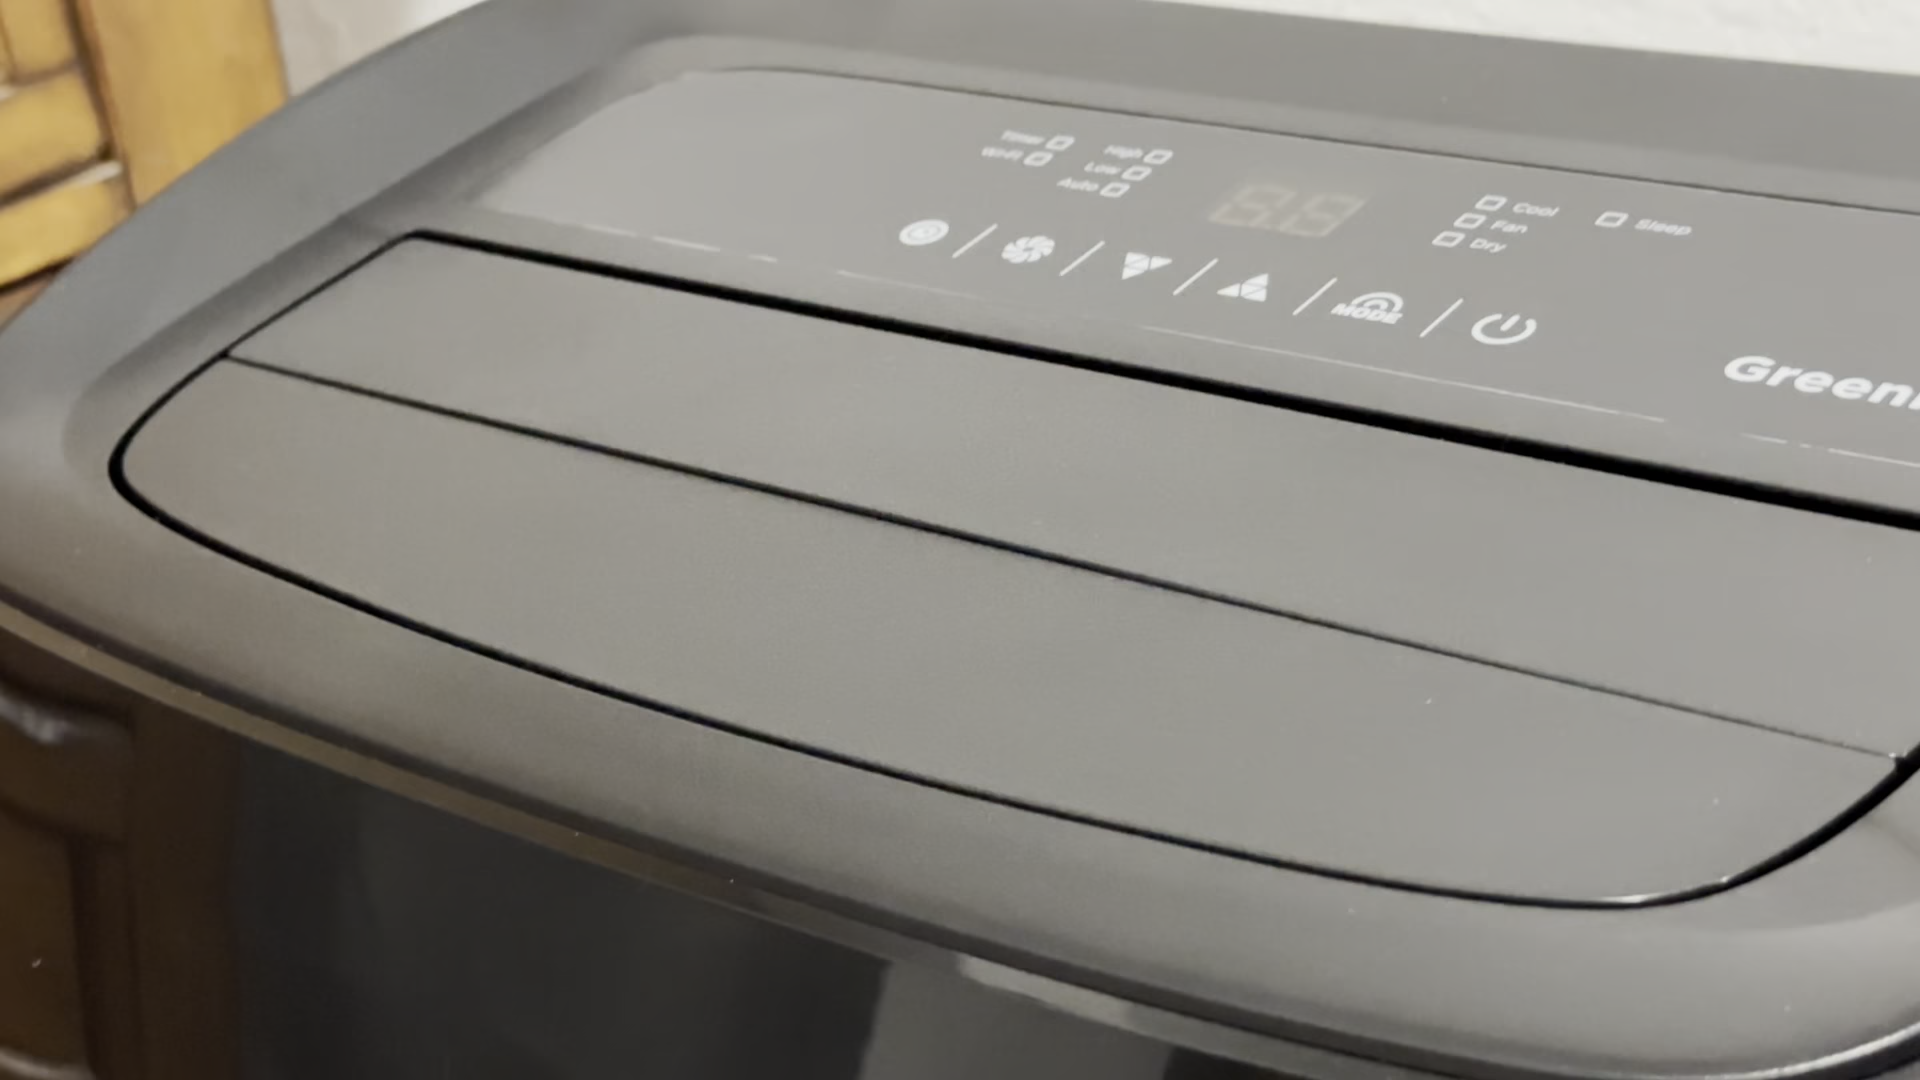 Timer High
Wi-Fi Low
Auto
Cool Sleep
Fan
Dry
MODE
Green